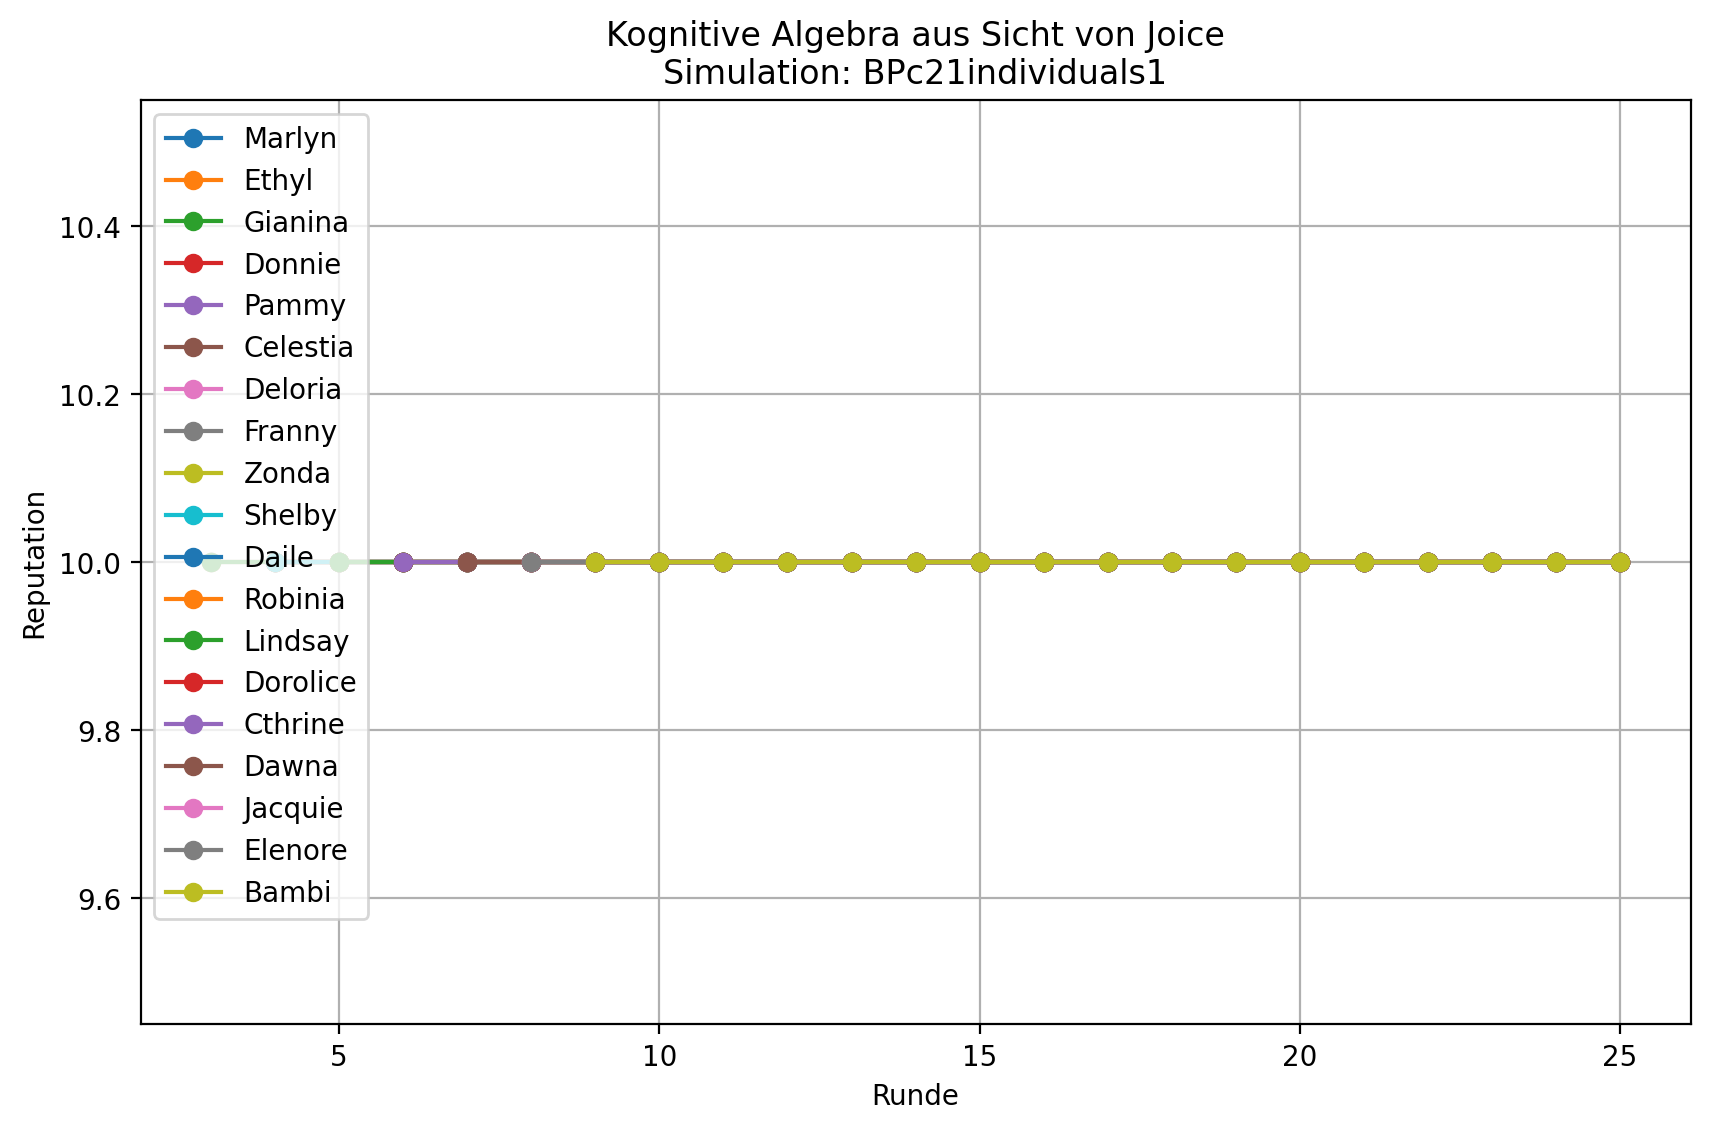 Kognitive Algebra aus Sicht von Joice
Simulation: BPc21individuals1
Marlyn
Ethyl
Gianina
Donnie
Pammy
Celestia
Deloria
Franny
Zonda
Shelby
Daile
Robinia
Lindsay
Dorolice
Cthrine
Dawna
Jacquie
Elenore
Bambi
10.4
10.2
10.0
9.8
9.6
Reputation
5 10 15 20 25
Runde